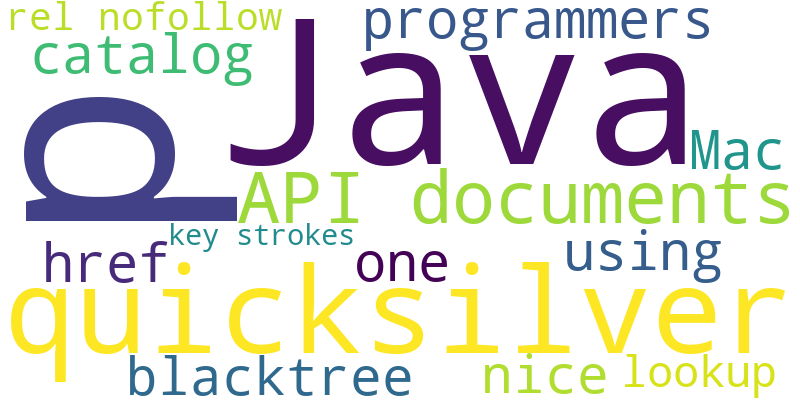 rel nofollow
programmers
catalog
Java
p
Mac
API documents
key strokes
href
one
using
quicksilver
blacktree
nice
lookup